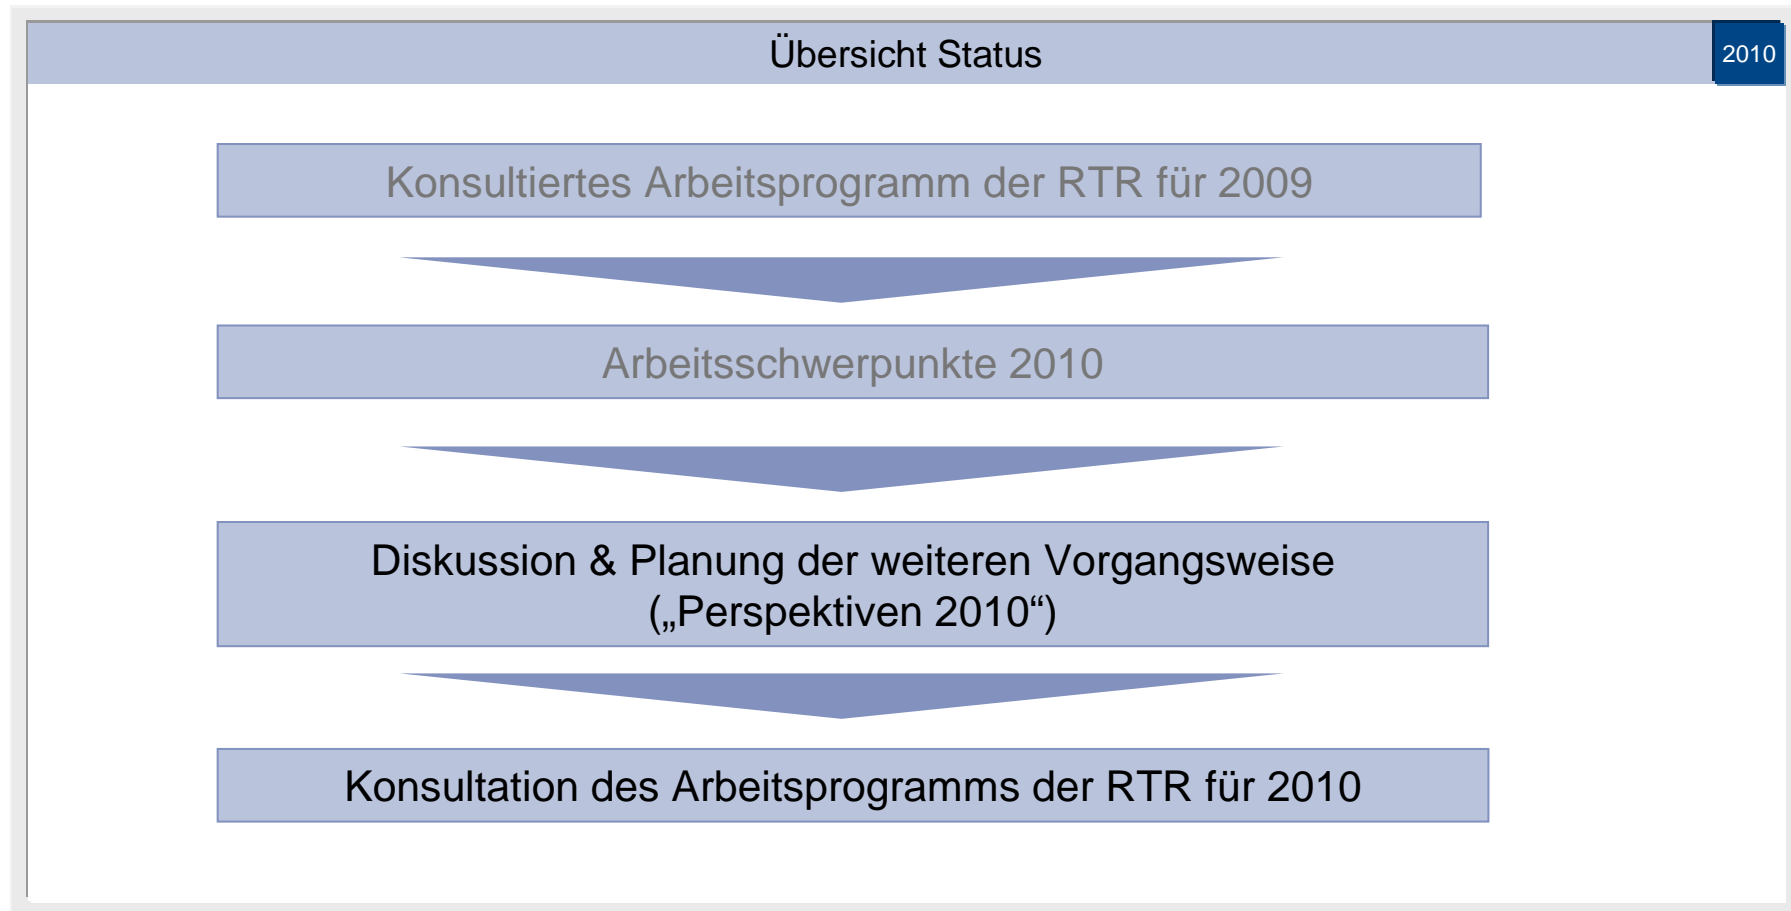 Übersicht Status
2010
Konsultiertes Arbeitsprogramm der RTR für 2009
Arbeitsschwerpunkte 2010
Diskussion & Planung der weiteren Vorgangsweise
(„Perspektiven 2010“)
Konsultation des Arbeitsprogramms der RTR für 2010